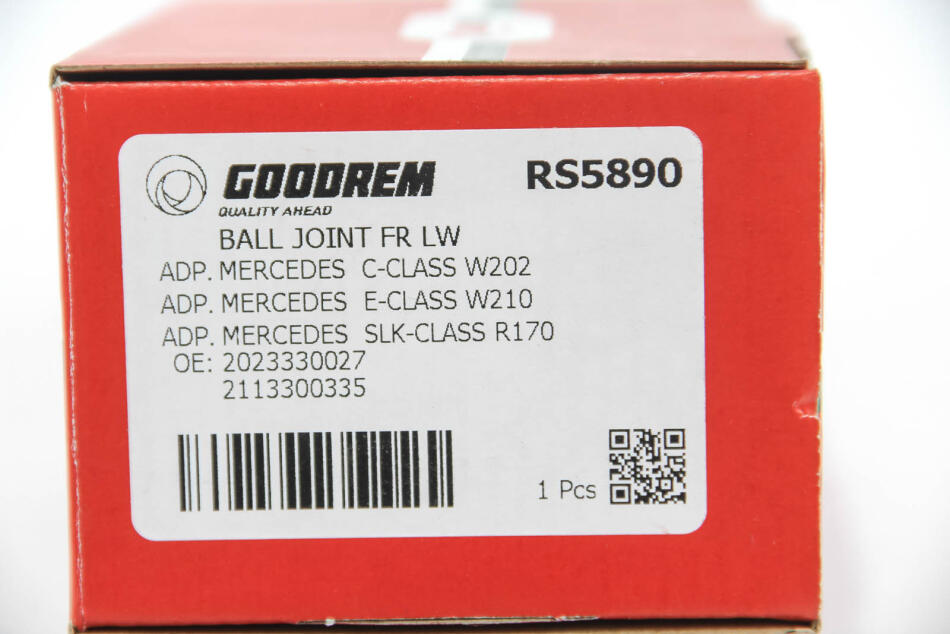 GOODREM
QUALITY AHEAD
RS5890
BALL JOINT FR LW
ADP. MERCEDES C-CLASS W202
ADP. MERCEDES E-CLASS W210
ADP. MERCEDES SLK-CLASS R170
OE: 2023330027
2113300335
1 Pcs